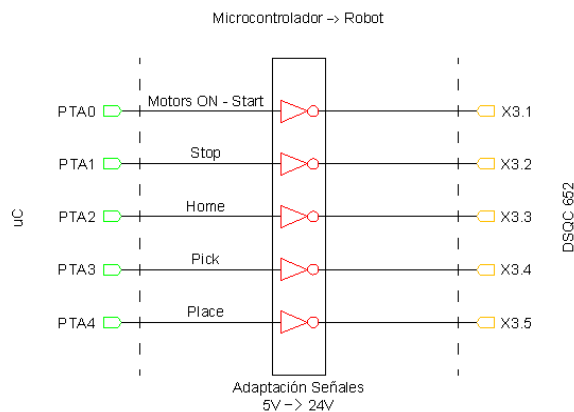 Microcontrolador -> Robot
PTA0 Motors ON - Start X3.1
PTA1 Stop X3.2
PTA2 Home X3.3
PTA3 Pick X3.4
PTA4 Place X3.5
uC
DSQC 652
Adaptación Señales
5V -> 24V